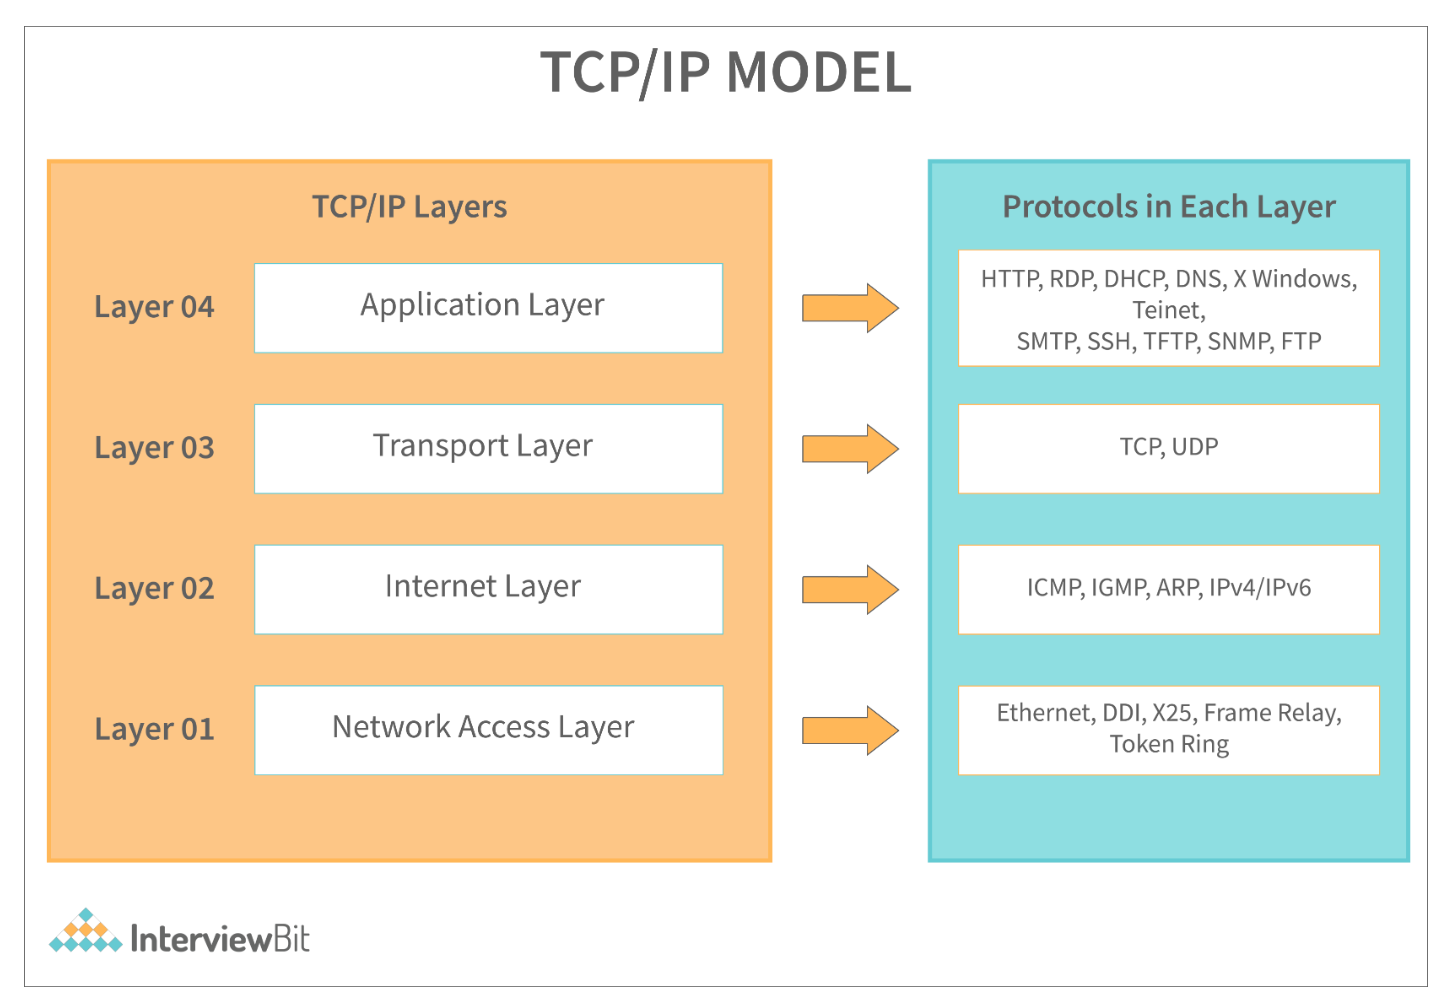 TCP/IP MODEL
TCP/IP Layers
Layer 04
Application Layer
Layer 03
Transport Layer
Layer 02
Internet Layer
Layer 01
Network Access Layer
Protocols in Each Layer
HTTP, RDP, DHCP, DNS, X Windows,
Teinet,
SMTP, SSH, TFTP, SNMP, FTP
TCP, UDP
ICMP, IGMP, ARP, IPv4/IPv6
Ethernet, DDI, X25, Frame Relay,
Token Ring
InterviewBit